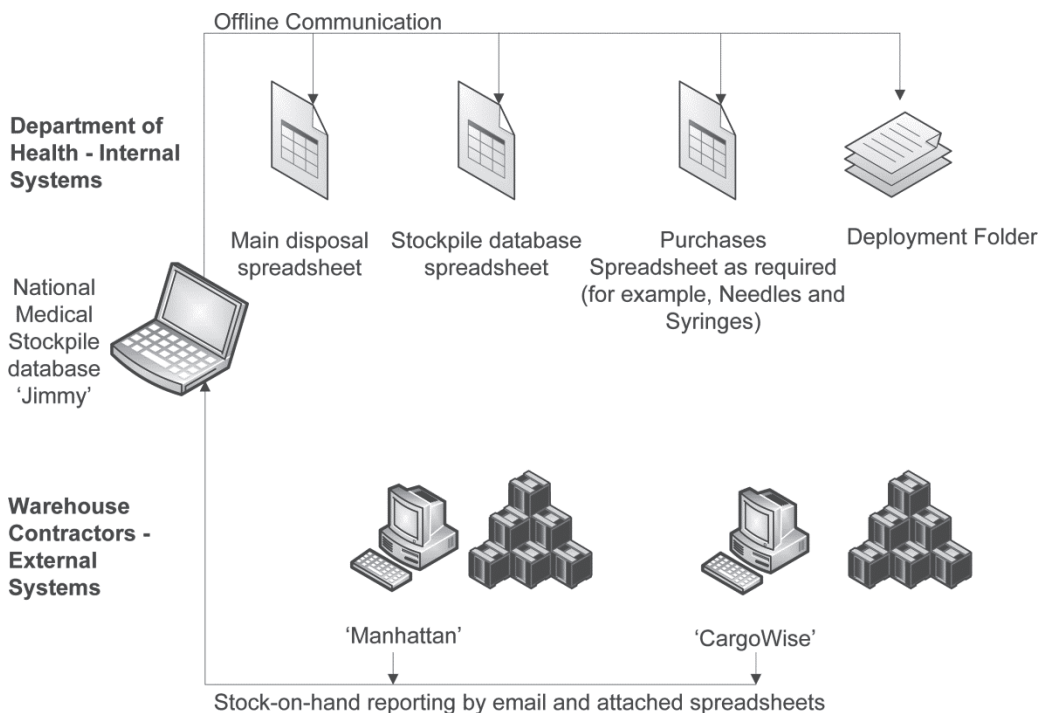 Offline Communication
Department of
Health - Internal
Systems
Main disposal
spreadsheet
Stockpile database
spreadsheet
Purchases
Spreadsheet as required
(for example, Needles and
Syringes)
Deployment Folder
National
Medical
Stockpile
database
‘Jimmy’
Warehouse
Contractors -
External
Systems
‘Manhattan’
‘CargoWise’
Stock-on-hand reporting by email and attached spreadsheets